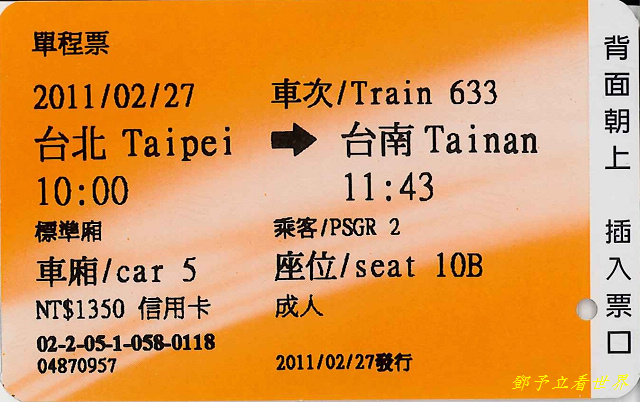 單程票
2011/02/27 車次/Train 633
台北 Taipei → 台南 Tainan
10:00 11:43
標準廂 乘客/PSGR 2
車廂/car 5 座位/seat 10B
NT$1350 信用卡 成人
02-2-05-1-058-0118
04870957 2011/02/27發行
背面朝上 插入票口
鄭予立看世界